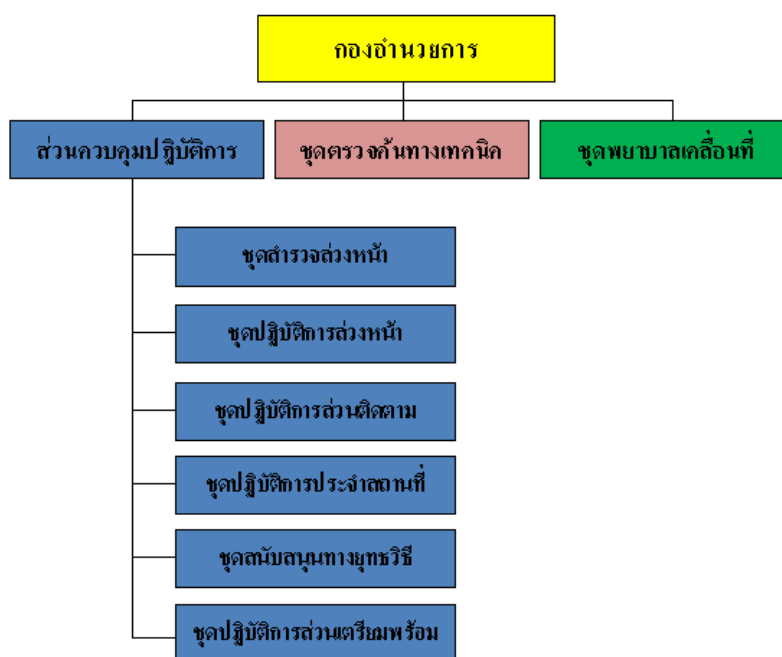 กองอำนวยการ
ส่วนควบคุมปฏิบัติการ
ชุดตรวจค้นทางเทคนิค
ชุดพยาบาลเคลื่อนที่
ชุดสำรวจล่วงหน้า
ชุดปฏิบัติการล่วงหน้า
ชุดปฏิบัติการส่วนติดตาม
ชุดปฏิบัติการประจำสถานที่
ชุดสนับสนุนทางยุทธวิธี
ชุดปฏิบัติการส่วนเตรียมพร้อม